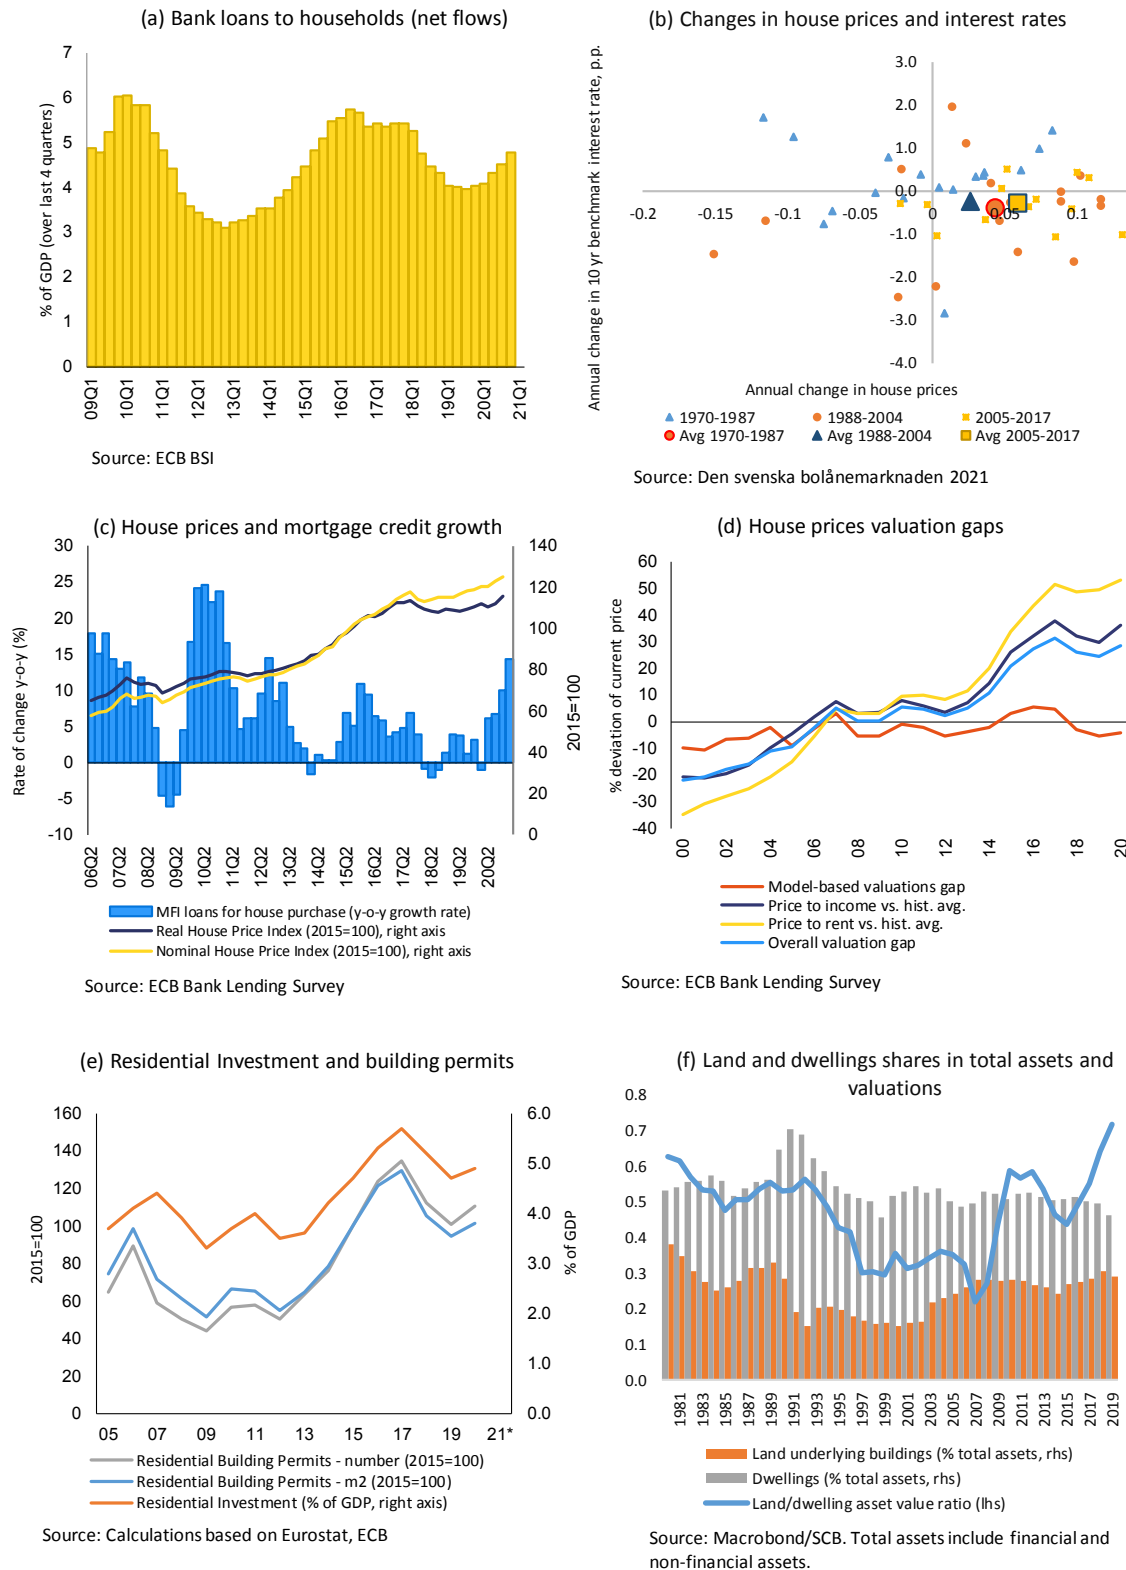 (a) Bank loans to households (net flows)
% of GDP (over last 4 quarters)
7
6
5
4
3
2
1
0
09Q1
10Q1
11Q1
12Q1
13Q1
14Q1
15Q1
16Q1
17Q1
18Q1
19Q1
20Q1
21Q1
Source: ECB BSI
(b) Changes in house prices and interest rates
Annual change in 10 yr benchmark interest rate, p.p.
3.0
2.0
1.0
0.0
-1.0
-2.0
-3.0
-4.0
-0.2
-0.15
-0.1
-0.05
0
0.05
0.1
Annual change in house prices
1970-1987
1988-2004
2005-2017
Avg 1970-1987
Avg 1988-2004
Avg 2005-2017
Source: Den svenska bolånemarknaden 2021
(c) House prices and mortgage credit growth
Rate of change y-o-y (%)
30
25
20
15
10
5
0
-5
-10
140
120
100
80
60
40
20
0
2015=100
06Q2
07Q2
08Q2
09Q2
10Q2
11Q2
12Q2
13Q2
14Q2
15Q2
16Q2
17Q2
18Q2
19Q2
20Q2
MFI loans for house purchase (y-o-y growth rate)
Real House Price Index (2015=100), right axis
Nominal House Price Index (2015=100), right axis
Source: ECB Bank Lending Survey
(d) House prices valuation gaps
% deviation of current price
60
50
40
30
20
10
0
-10
-20
-30
-40
00
02
04
06
08
10
12
14
16
18
20
Model-based valuations gap
Price to income vs. hist. avg.
Price to rent vs. hist. avg.
Overall valuation gap
Source: ECB Bank Lending Survey
(e) Residential Investment and building permits
2015=100
160
140
120
100
80
60
40
20
0
6.0
5.0
4.0
3.0
2.0
1.0
0.0
% of GDP
05
07
09
11
13
15
17
19
21*
Residential Building Permits - number (2015=100)
Residential Building Permits - m2 (2015=100)
Residential Investment (% of GDP, right axis)
Source: Calculations based on Eurostat, ECB
(f) Land and dwellings shares in total assets and
valuations
0.8
0.7
0.6
0.5
0.4
0.3
0.2
0.1
0.0
1981
1983
1985
1987
1989
1991
1993
1995
1997
1999
2001
2003
2005
2007
2009
2011
2013
2015
2017
2019
Land underlying buildings (% total assets, rhs)
Dwellings (% total assets, rhs)
Land/dwelling asset value ratio (lhs)
Source: Macrobond/SCB. Total assets include financial and
non-financial assets.